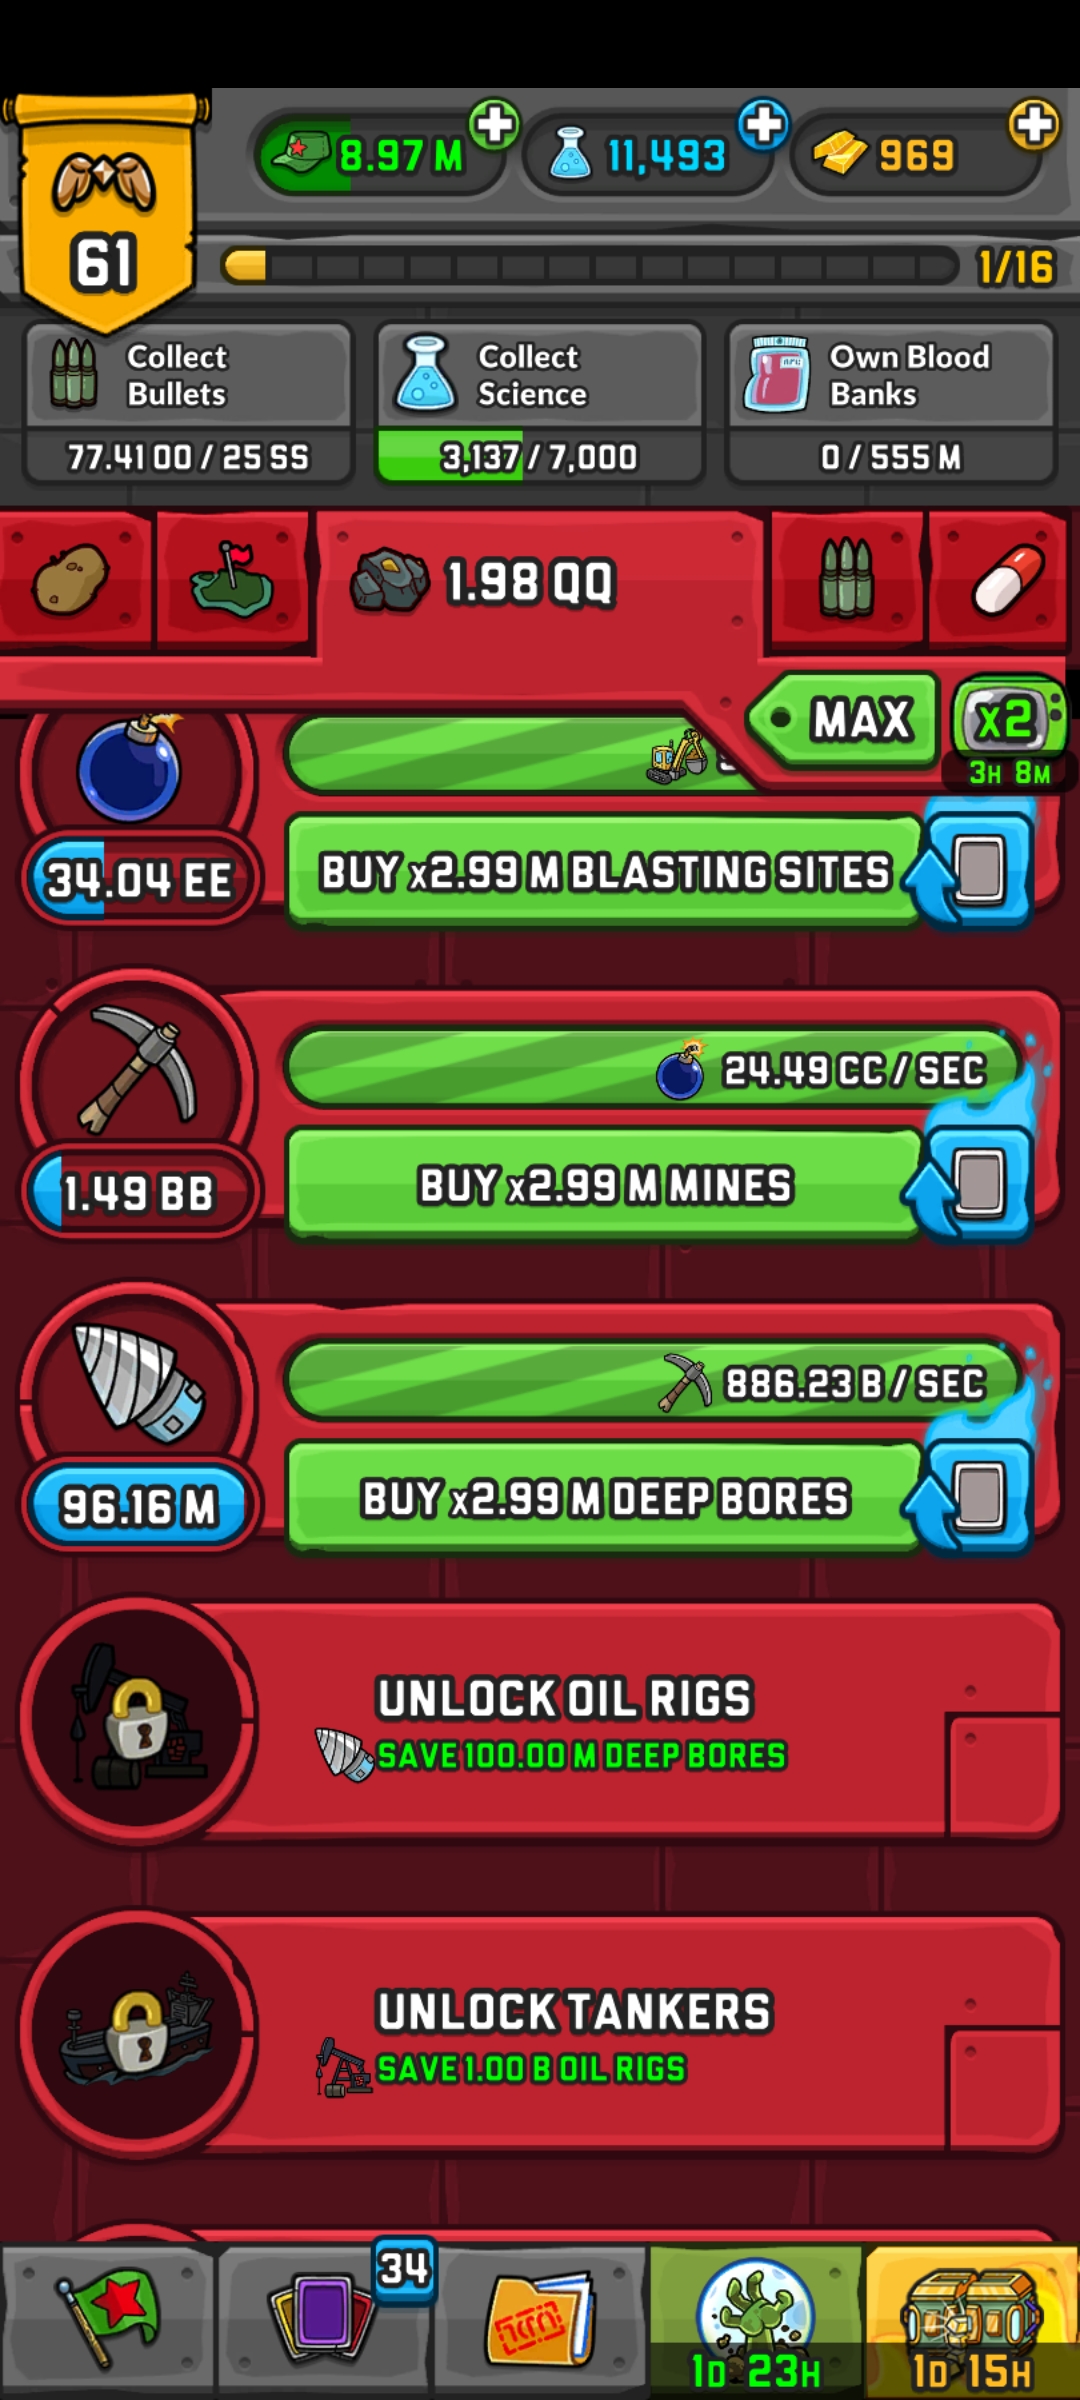 8.97 M
11,493
969
61
1/16
Collect
Bullets
Collect
Science
Own Blood
Banks
77.41 OO / 25 SS
3,137 / 7,000
0 / 555 M
1.98 QQ
MAX
x2
3H 8M
34.04 EE
BUY x2.99 M BLASTING SITES
24.49 CC / SEC
1.49 BB
BUY x2.99 M MINES
886.23 B / SEC
96.16 M
BUY x2.99 M DEEP BORES
UNLOCK OIL RIGS
SAVE 100.00 M DEEP BORES
UNLOCK TANKERS
SAVE 1.00 B OIL RIGS
34
1D 23H
1D 15H